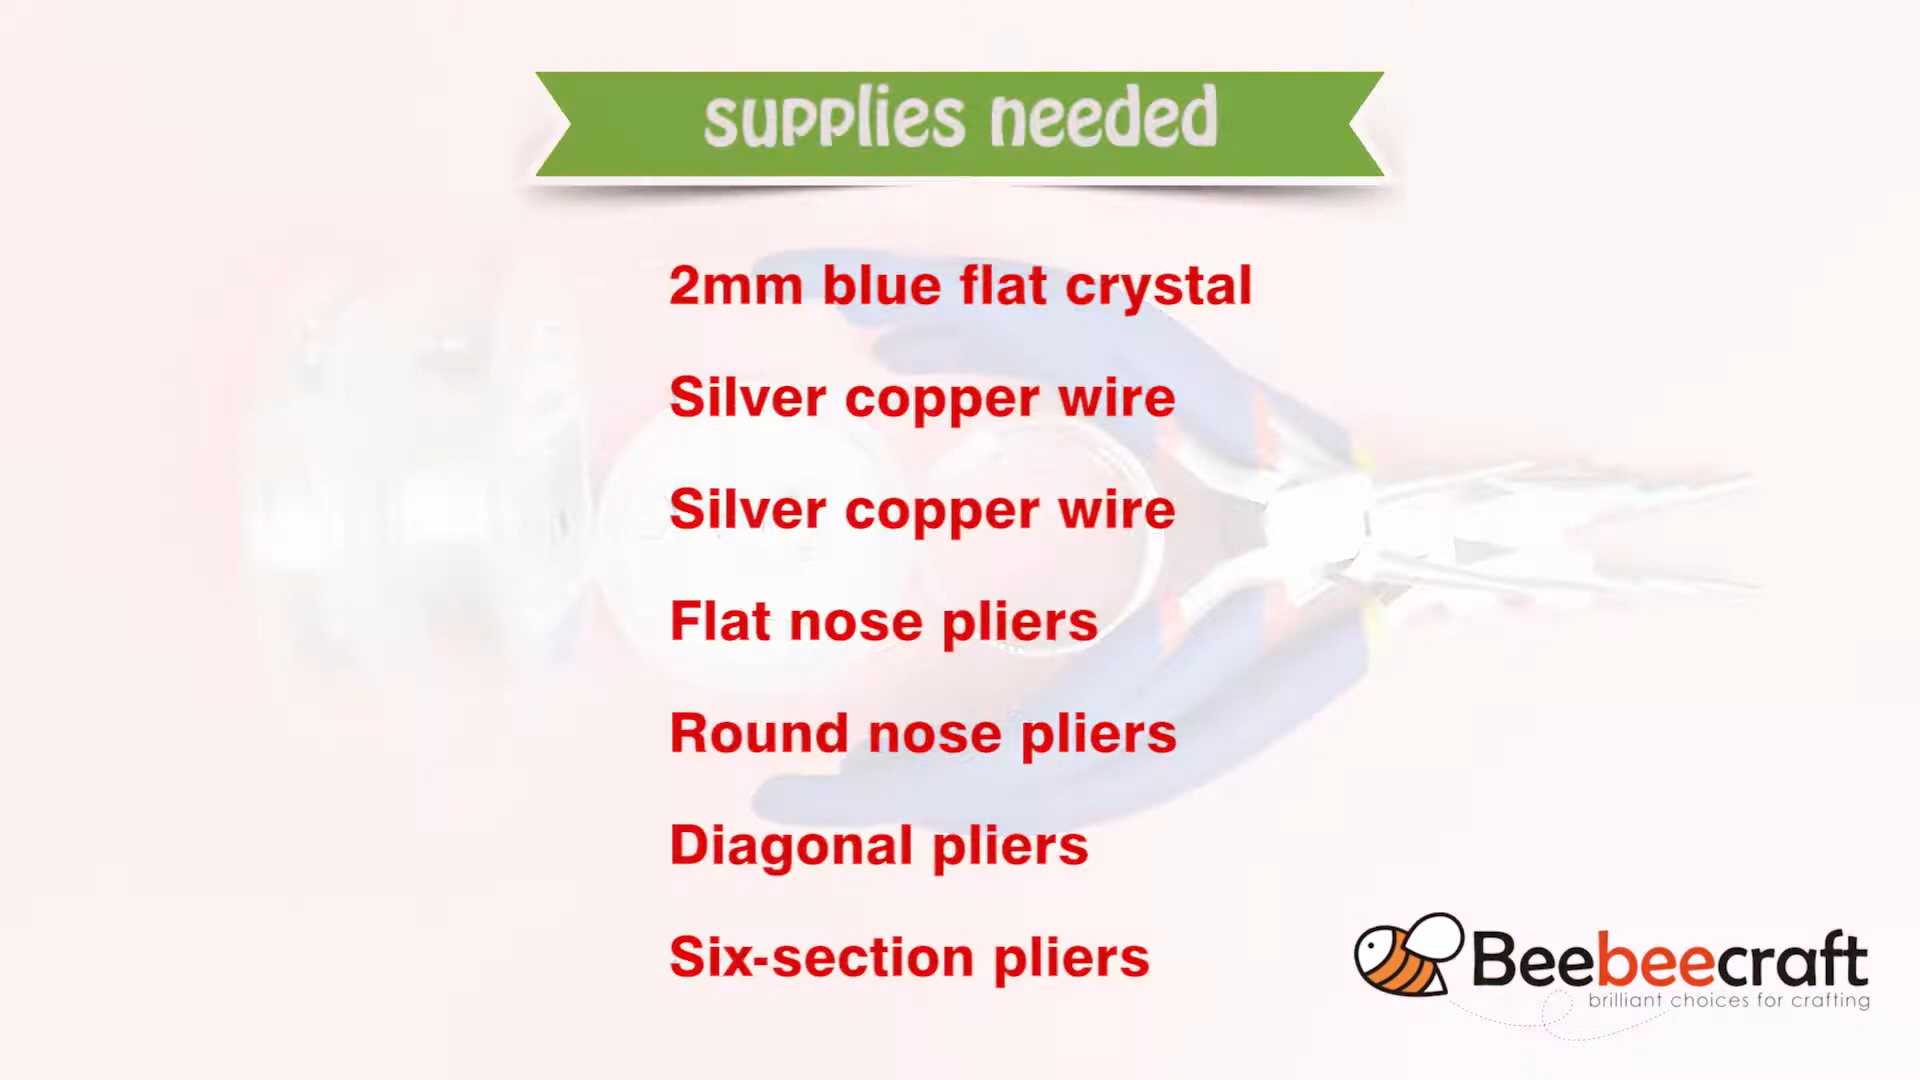 supplies needed
2mm blue flat crystal
Silver copper wire
Silver copper wire
Flat nose pliers
Round nose pliers
Diagonal pliers
Six-section pliers
Beebeecraft
brilliant choices for crafting